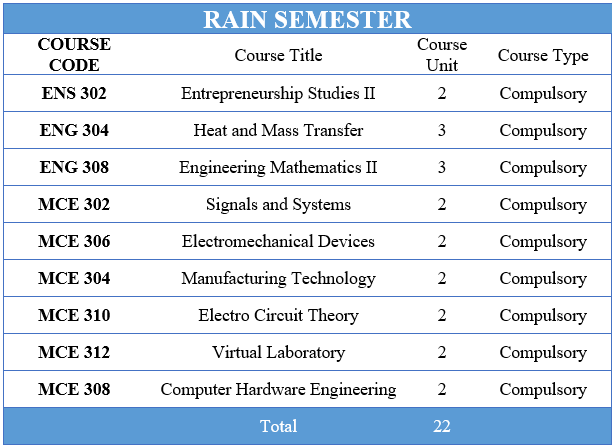 RAIN SEMESTER
COURSE CODE Course Title Course Unit Course Type
ENS 302 Entrepreneurship Studies II 2 Compulsory
ENG 304 Heat and Mass Transfer 3 Compulsory
ENG 308 Engineering Mathematics II 3 Compulsory
MCE 302 Signals and Systems 2 Compulsory
MCE 306 Electromechanical Devices 2 Compulsory
MCE 304 Manufacturing Technology 2 Compulsory
MCE 310 Electro Circuit Theory 2 Compulsory
MCE 312 Virtual Laboratory 2 Compulsory
MCE 308 Computer Hardware Engineering 2 Compulsory
Total 22